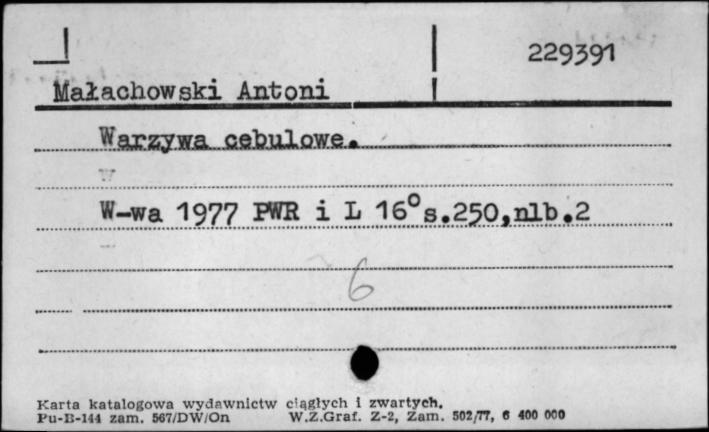 229391
Małachowski Antoni
Warzywa cebulowe.
W-wa 1977 PWR i L 16° s.250,nlb.2
6
Karta katalogowa wydawnictw ciągłych i zwartych.
Pu-B-144 zam. 567/DW/On W.Z.Graf. Z-2, Zam. 502/77, 6 400 000